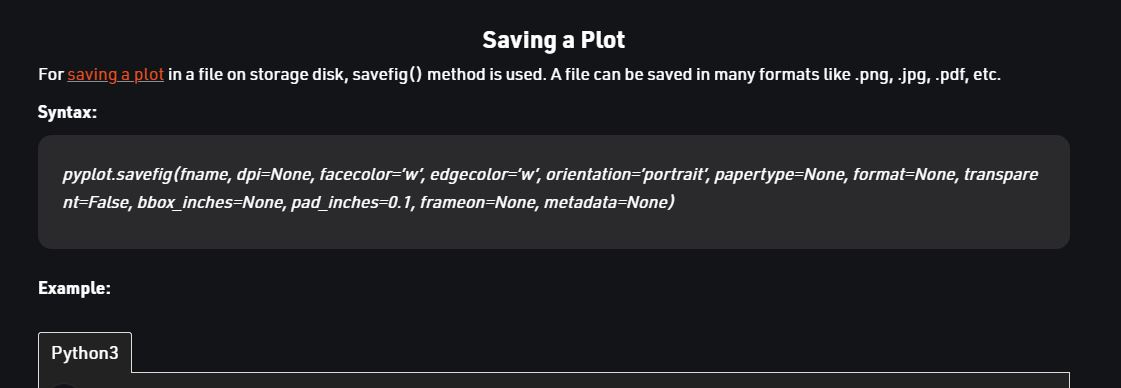 Saving a Plot
For saving a plot in a file on storage disk, savefig() method is used. A file can be saved in many formats like .png, .jpg, .pdf, etc.
Syntax:
pyplot.savefig(fname, dpi=None, facecolor=’w’, edgecolor=’w’, orientation=’portrait’, papertype=None, format=None, transpare
nt=False, bbox_inches=None, pad_inches=0.1, frameon=None, metadata=None)
Example:
Python3